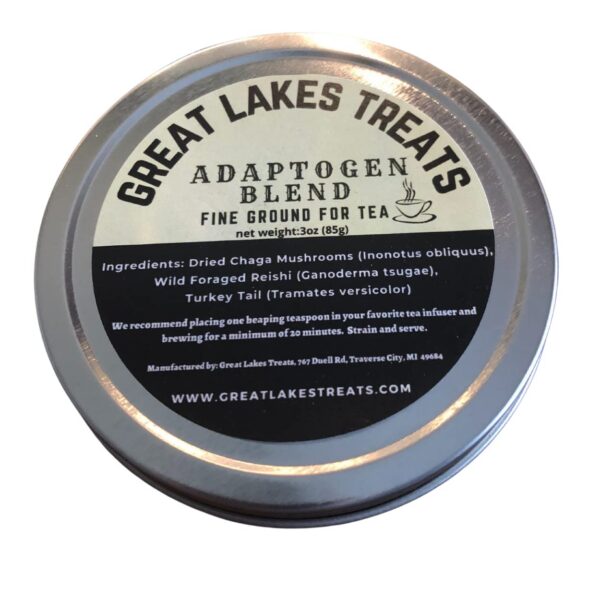 GREAT LAKES TREATS
ADAPTOGEN
BLEND
FINE GROUND FOR TEA
net weight:3oz (85g)
Ingredients: Dried Chaga Mushrooms (Inonotus obliquus),
Wild Foraged Reishi (Ganoderma tsugae),
Turkey Tail (Tramates versicolor)
We recommend placing one heaping teaspoon in your favorite tea infuser and
brewing for a minimum of 20 minutes. Strain and serve.
Manufactured by: Great Lakes Treats, 767 Duell Rd, Traverse City, MI 49684
WWW.GREATLAKESTREATS.COM